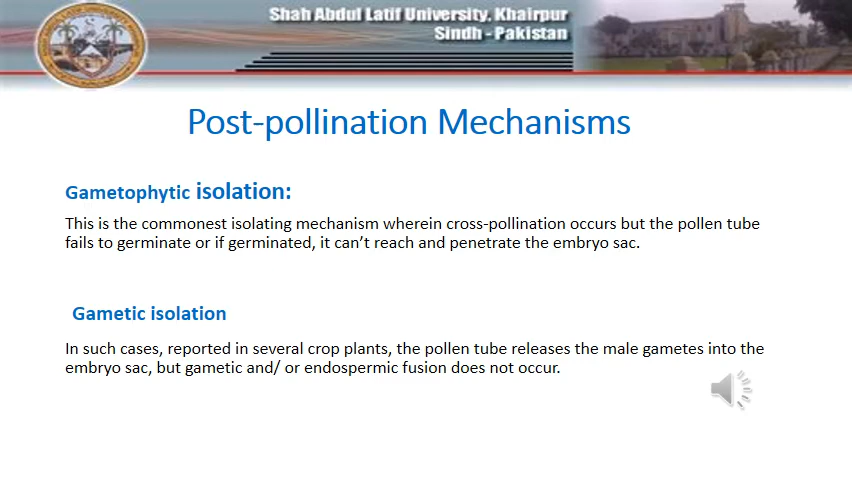 Shah Abdul Latif University, Khairpur
Sindh - Pakistan
Post-pollination Mechanisms
Gametophytic isolation:
This is the commonest isolating mechanism wherein cross-pollination occurs but the pollen tube
fails to germinate or if germinated, it can’t reach and penetrate the embryo sac.
Gametic isolation
In such cases, reported in several crop plants, the pollen tube releases the male gametes into the
embryo sac, but gametic and/ or endospermic fusion does not occur.